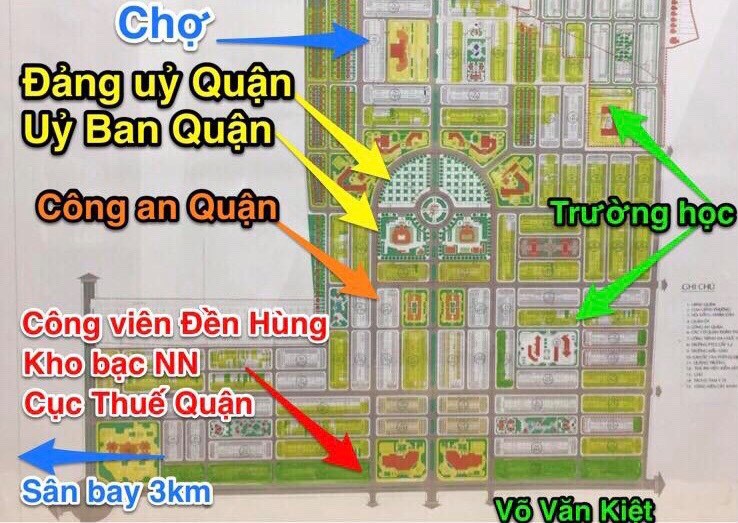 Chợ
Đảng uỷ Quận
Uỷ Ban Quận
Công an Quận
Trường học
GHI CHÚ
Công viên Đền Hùng
Kho bạc NN
Cục Thuế Quận
Sân bay 3km
Võ Văn Kiệt